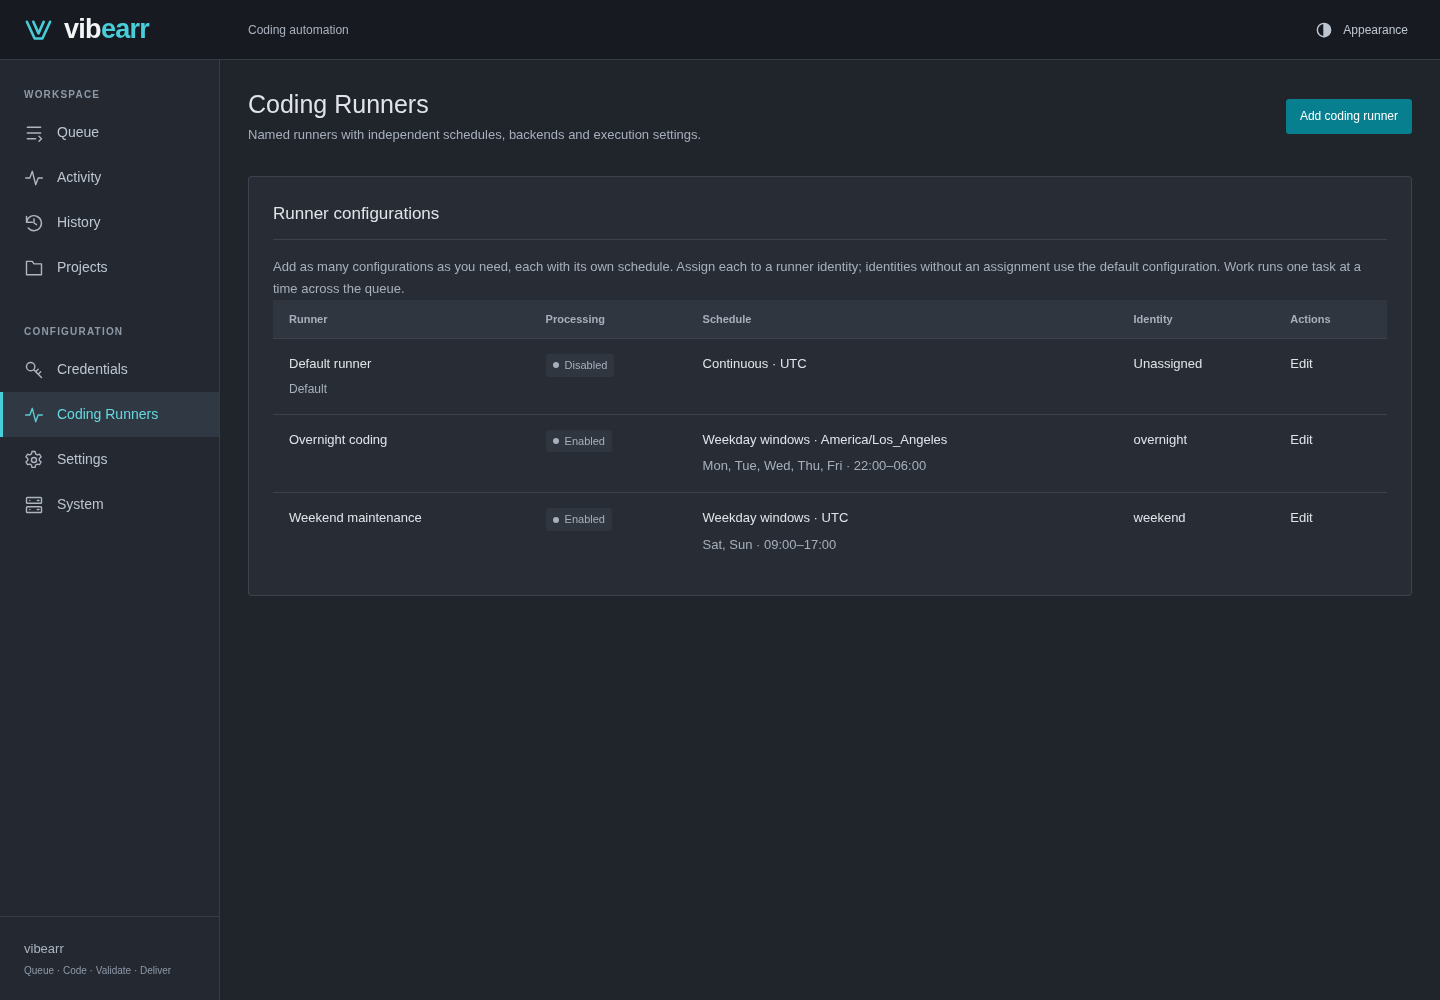 vibearr
Coding automation
Appearance
WORKSPACE
Queue
Activity
History
Projects
CONFIGURATION
Credentials
Coding Runners
Settings
System
vibearr
Queue · Code · Validate · Deliver
Coding Runners
Named runners with independent schedules, backends and execution settings.
Add coding runner
Runner configurations
Add as many configurations as you need, each with its own schedule. Assign each to a runner identity; identities without an assignment use the default configuration. Work runs one task at a
time across the queue.
Runner Processing Schedule Identity Actions
Default runner Disabled Continuous · UTC Unassigned Edit
Default
Overnight coding Enabled Weekday windows · America/Los_Angeles overnight Edit
Mon, Tue, Wed, Thu, Fri · 22:00–06:00
Weekend maintenance Enabled Weekday windows · UTC weekend Edit
Sat, Sun · 09:00–17:00